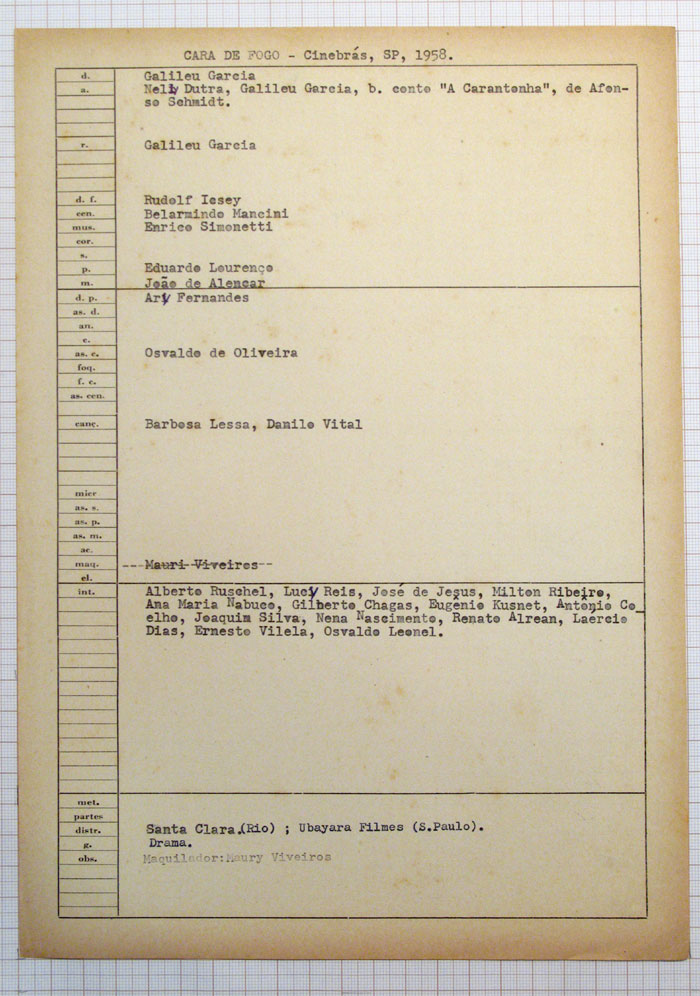 CARA DE FOGO - Cinebrás, SP, 1958.
d. Galileu Garcia
a. Nelly Dutra, Galileu Garcia, b. conto "A Carantonha", de Afon-
so Schmidt.
r. Galileu Garcia
d. f. Rudolf Icsey
cen. Belarmindo Mancini
mus. Enrico Simonetti
cor.
s.
p. Eduardo Lourenço
m. João de Alencar
d. p. Ary Fernandes
as. d.
an.
c.
as. c. Osvaldo de Oliveira
foq.
f. c.
as. cen.
canç. Barbosa Lessa, Danilo Vital
micr
as. s.
as. p.
as. m.
ac.
maq. ---Mauri Viveiros--
el.
int. Alberto Ruschel, Lucy Reis, José de Jesus, Milton Ribeiro,
Ana Maria Nabuco, Gilberto Chagas, Eugenio Kusnet, Antonio Co_
elho, Joaquim Silva, Nena Nascimento, Renato Alrean, Laercio
Dias, Ernesto Vilela, Osvaldo Leonel.
met.
partes
distr. Santa Clara.(Rio) ; Ubayara Filmes (S.Paulo).
g. Drama.
obs. Maquilador:Maury Viveiros